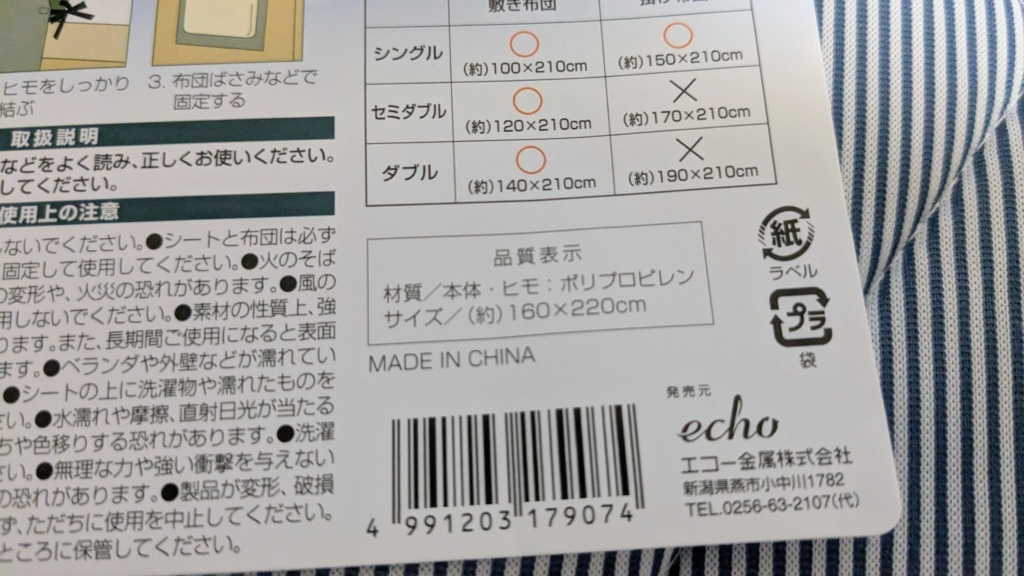 ヒモをしっかり
結ぶ
3. 布団ばさみなどで
固定する
取扱説明
などをよく読み、正しくお使いください。
してください。
使用上の注意
ないでください。●シートと布団は必ず
固定して使用してください。●火のそば
の変形や、火災の恐れがあります。●風の
用しないでください。●素材の性質上、強
ります。また、長期間ご使用になると表面
ます。●ベランダや外壁などが濡れてい
●シートの上に洗濯物や濡れたものを
さい。●水濡れや摩擦、直射日光が当たる
ちや色移りする恐れがあります。●洗濯
さい。●無理な力や強い衝撃を与えない
の恐れがあります。●製品が変形、破損
ず、ただちに使用を中止してください。
ところに保管してください。
敷き布団
シングル ○ ○
(約)100×210cm (約)150×210cm
セミダブル ○ ×
(約)120×210cm (約)170×210cm
ダブル ○ ×
(約)140×210cm (約)190×210cm
品質表示
材質/本体・ヒモ:ポリプロピレン
サイズ/(約)160×220cm
MADE IN CHINA
紙
ラベル
プラ
袋
4 991203 179074
発売元
echo
エコー金属株式会社
新潟県燕市小中川1782
TEL.0256-63-2107(代)